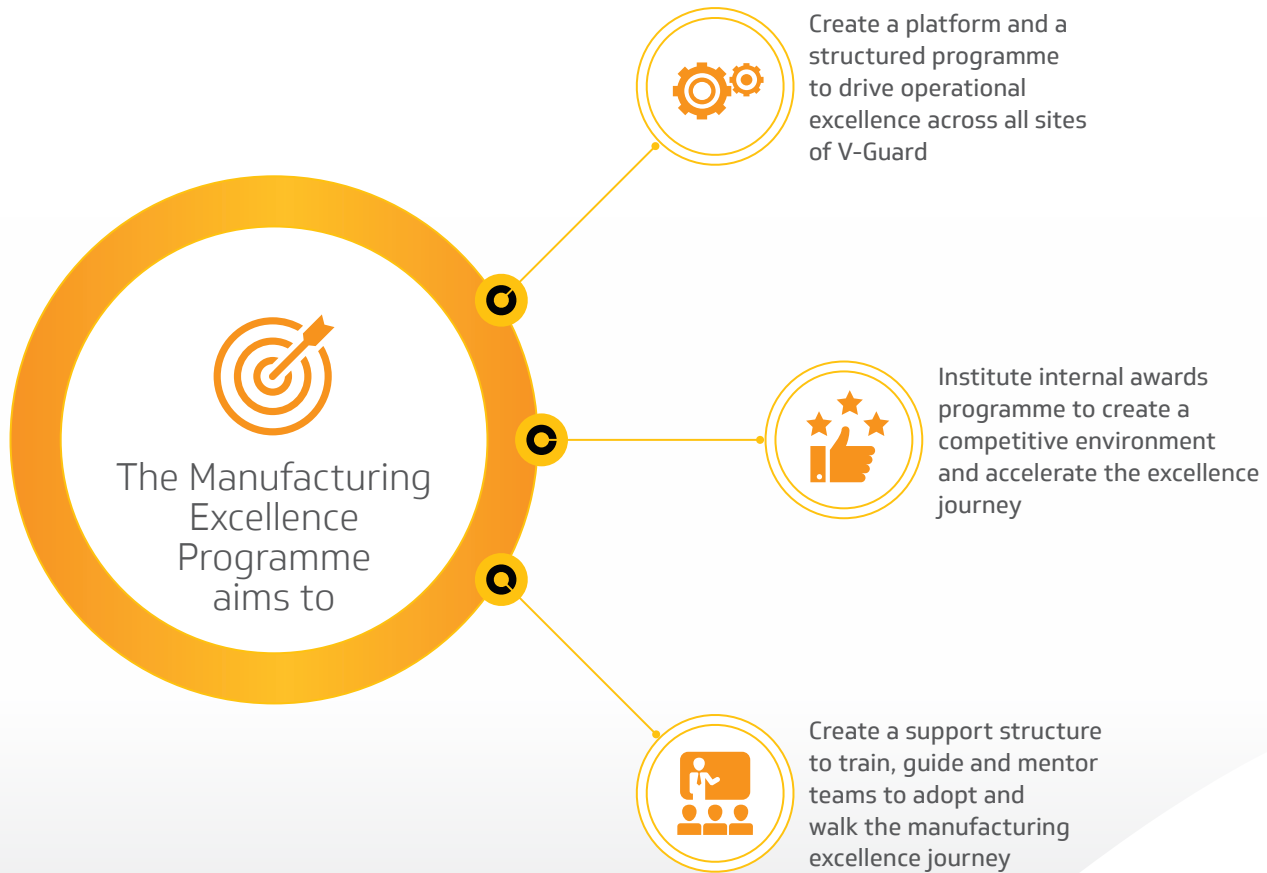 Create a platform and a
structured programme
to drive operational
excellence across all sites
of V-Guard
The Manufacturing
Excellence
Programme
aims to
Institute internal awards
programme to create a
competitive environment
and accelerate the excellence
journey
Create a support structure
to train, guide and mentor
teams to adopt and
walk the manufacturing
excellence journey